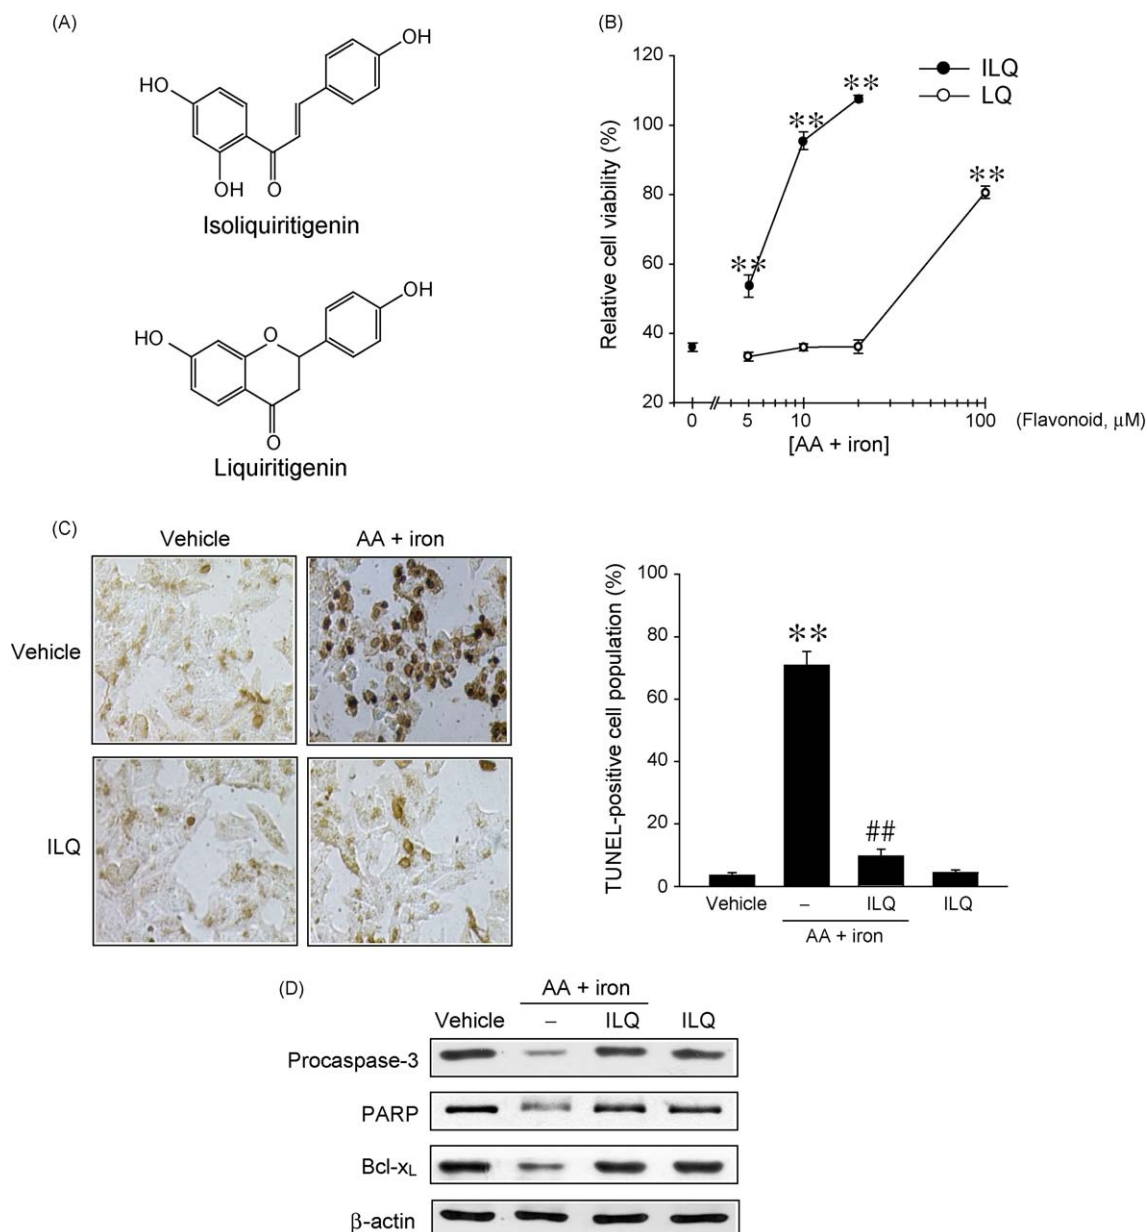 (A)
OH
HO
OH
O
Isoliquiritigenin
OH
HO
O
O
Liquiritigenin
(B)
120
100
80
60
40
20
Relative cell viability (%)
ILQ
LQ
**
**
**
**
0 5 10 100 (Flavonoid, μM)
[AA + iron]
(C)
Vehicle AA + iron
Vehicle
ILQ
100
80
60
40
20
0
TUNEL-positive cell population (%)
**
##
Vehicle – ILQ ILQ
AA + iron
(D)
AA + iron
Vehicle – ILQ ILQ
Procaspase-3
PARP
Bcl-xL
β-actin